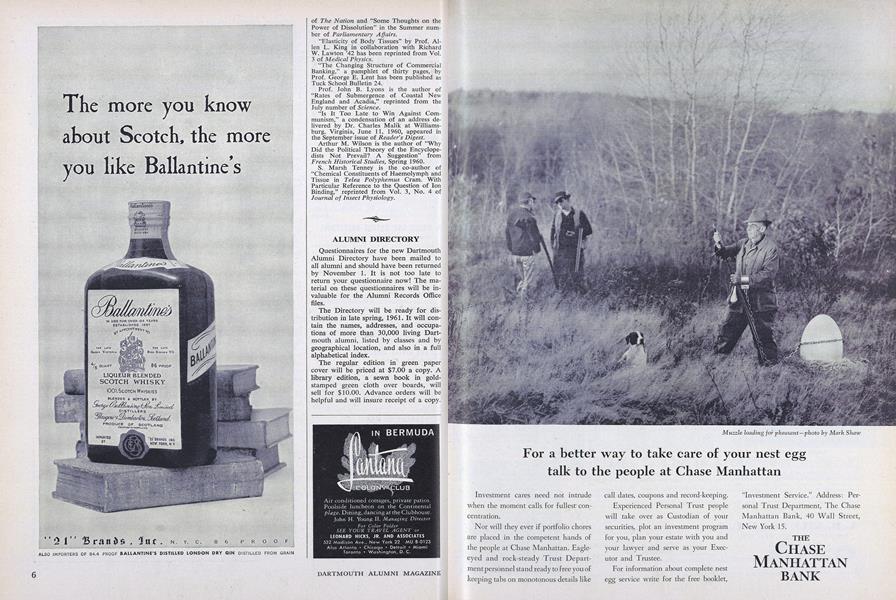 The more you know
about Scotch, the more
you like Ballantine's
Ballantine's
LIQUEUR BLENDED
SCOTCH WHISKY
PRODUCE OF SCOTLAND
"21" Brands, Inc. N. Y. C. 86 PROOF
ALSO IMPORTERS OF 94.4 PROOF BALLANTINE'S DISTILLED LONDON DRY GIN DISTILLED FROM GRAIN
6
of The Nation and "Some Thoughts on the
Power of Dissolution" in the Summer num-
ber of Parliamentary Affairs.
"Elasticity of Body Tissues" by Prof. Al-
len L. King in collaboration with Richard
W. Lawton '42 has been reprinted from Vol.
3 of Medical Physics.
"The Changing Structure of Commercial
Banking," a pamphlet of thirty pages, by
Prof. George E. Lent has been published as
Tuck School Bulletin 24.
Prof. John B. Lyons is the author of
"Rates of Submergence of Coastal New
England and Acadia," reprinted from the
July number of Science.
"Is It Too Late to Win Against Com-
munism," a condensation of an address de-
livered by Dr. Charles Malik at Williams-
burg, Virginia, June 11, 1960, appeared in
the September issue of Reader's Digest.
Arthur M. Wilson is the author of "Why
Did the Political Theory of the Encyclope-
dists Not Prevail? A Suggestion" from
French Historical Studies, Spring 1960.
S. Marsh Tenney is the co-author of
"Chemical Constituents of Haemolymph and
Tissue in Telea Polyphemus Cram. With
Particular Reference to the Question of Ion
Binding," reprinted from Vol. 3, No. 4 of
Journal of Insect Physiology.
ALUMNI DIRECTORY
Questionnaires for the new Dartmouth
Alumni Directory have been mailed to
all alumni and should have been returned
by November 1. It is not too late to
return your questionnaire now! The ma-
terial on these questionnaires will be in-
valuable for the Alumni Records Office
files.
The Directory will be ready for dis-
tribution in late spring, 1961. It will con-
tain the names, addresses, and occupa-
tions of more than 30,000 living Dart-
mouth alumni, listed by classes and by
geographical location, and also in a full
alphabetical index.
The regular edition in green paper
cover will be priced at $7.00 a copy. A
library edition, a sewn book in gold-
stamped green cloth over boards, will
sell for $10.00. Advance orders will be
helpful and will insure receipt of a copy.
IN BERMUDA
Lantana
COLONY CLUB
Air conditioned cottages, private patios.
Poolside luncheon on the Continental
plage. Dining, dancing at the Clubhouse.
John H. Young II, Managing Director
For Color Folder
SEE YOUR TRAVEL AGENT or
LEONARD HICKS, JR. AND ASSOCIATES
532 Madison Ave., New York 22 MU 8-0123
Also Atlanta • Chicago • Detroit • Miami
Toronto • Washington, D. C.
DARTMOUTH ALUMNI MAGAZINE
Muzzle loading for pheasant—photo by Mark Shaw
For a better way to take care of your nest egg
talk to the people at Chase Manhattan
Investment cares need not intrude
when the moment calls for fullest con-
centration.
Nor will they ever if portfolio chores
are placed in the competent hands of
the people at Chase Manhattan. Eagle-
eyed and rock-steady Trust Depart-
ment personnel stand ready to free you of
keeping tabs on monotonous details like
call dates, coupons and record-keeping.
Experienced Personal Trust people
will take over as Custodian of your
securities, plot an investment program
for you, plan your estate with you and
your lawyer and serve as your Exec-
utor and Trustee.
For information about complete nest
egg service write for the free booklet,
"Investment Service." Address: Per-
sonal Trust Department, The Chase
Manhattan Bank, 40 Wall Street,
New York 15.
THE
CHASE
MANHATTAN
BANK